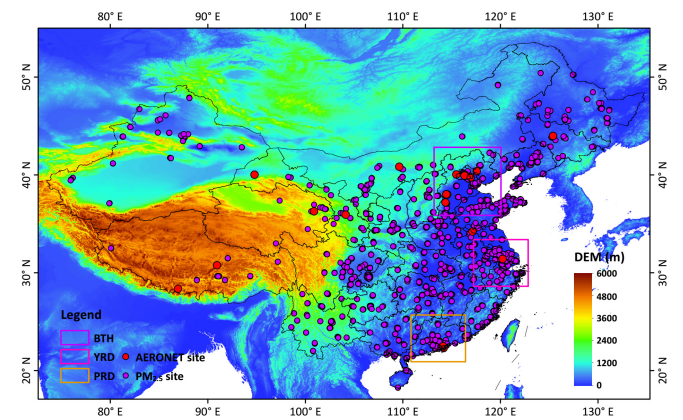 80° E 90° E 100° E 110° E 120° E 130° E
50° N 50° N
40° N 40° N
30° N 30° N
20° N 20° N
DEM (m)
6000
4800
3600
2400
1200
0
Legend
BTH
YRD AERONET site
PRD PM2.5 site
80° E 90° E 100° E 110° E 120° E 130° E